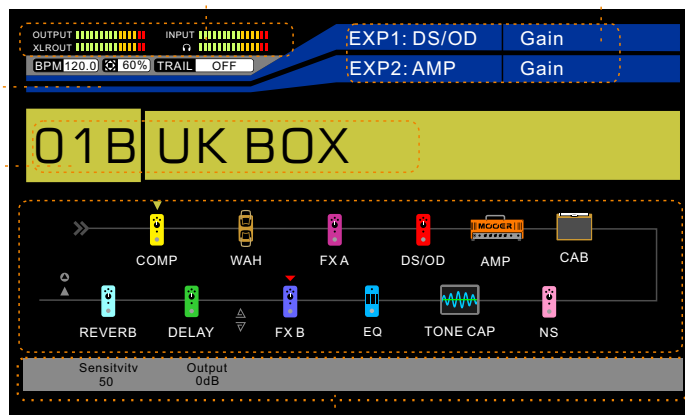 OUTPUT INPUT
XLROUT
BPM 120.0 60% TRAIL OFF
EXP1: DS/OD Gain
EXP2: AMP Gain
01B UK BOX
MOOER
COMP WAH FX A DS/OD AMP CAB
REVERB DELAY FX B EQ TONE CAP NS
Sensitvitv Output
50 0dB